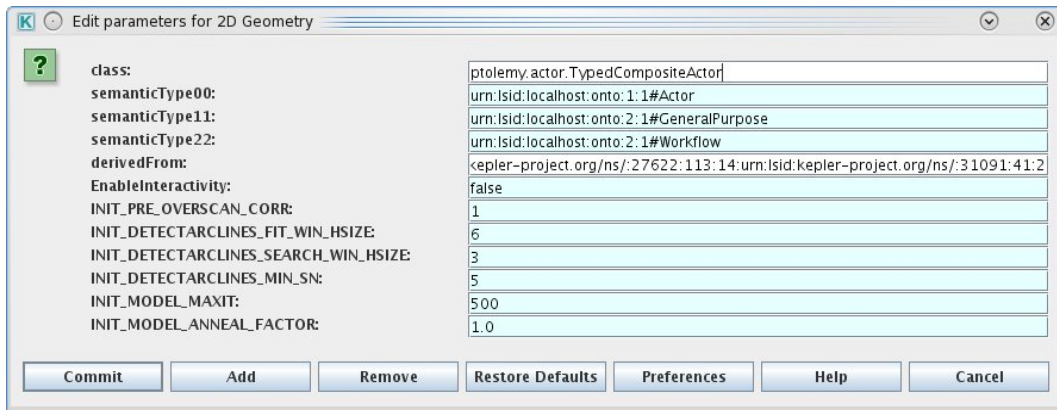 Edit parameters for 2D Geometry
?
class: ptolemy.actor.TypedCompositeActor
semanticType00: urn:lsid:localhost:onto:1:1#Actor
semanticType11: urn:lsid:localhost:onto:2:1#GeneralPurpose
semanticType22: urn:lsid:localhost:onto:2:1#Workflow
derivedFrom: kepler-project.org/ns/:27622:113:14:urn:lsid:kepler-project.org/ns/:31091:41:2
EnableInteractivity: false
INIT_PRE_OVERSCAN_CORR: 1
INIT_DETECTARCLINES_FIT_WIN_HSIZE: 6
INIT_DETECTARCLINES_SEARCH_WIN_HSIZE: 3
INIT_DETECTARCLINES_MIN_SN: 5
INIT_MODEL_MAXIT: 500
INIT_MODEL_ANNEAL_FACTOR: 1.0
Commit Add Remove Restore Defaults Preferences Help Cancel